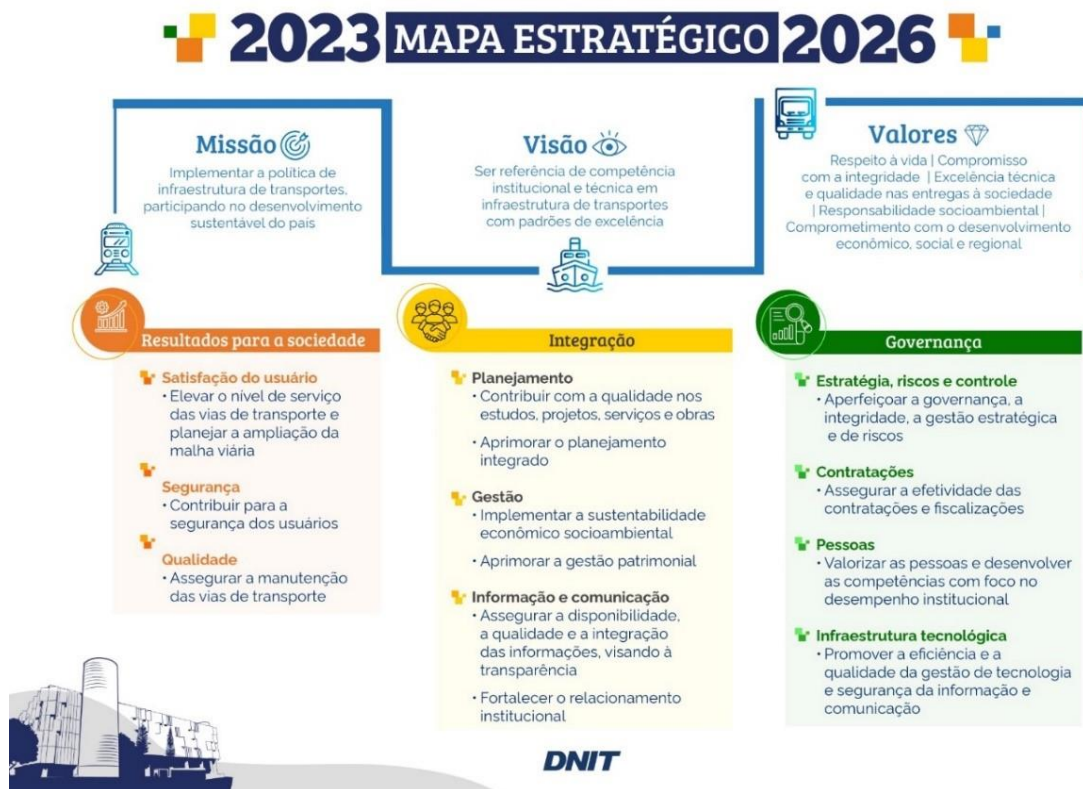 2023 MAPA ESTRATÉGICO 2026
Missão
Implementar a política de
infraestrutura de transportes,
participando no desenvolvimento
sustentável do país
Visão
Ser referência de competência
institucional e técnica em
infraestrutura de transportes
com padrões de excelência
Valores
Respeito à vida | Compromisso
com a integridade | Excelência técnica
e qualidade nas entregas à sociedade
| Responsabilidade socioambiental |
Comprometimento com o desenvolvimento
econômico, social e regional
Resultados para a sociedade
Satisfação do usuário
• Elevar o nível de serviço
das vias de transporte e
planejar a ampliação da
malha viária
Segurança
• Contribuir para a
segurança dos usuários
Qualidade
• Assegurar a manutenção
das vias de transporte
Integração
Planejamento
• Contribuir com a qualidade nos
estudos, projetos, serviços e obras
• Aprimorar o planejamento
integrado
Gestão
• Implementar a sustentabilidade
econômico socioambiental
• Aprimorar a gestão patrimonial
Informação e comunicação
• Assegurar a disponibilidade,
a qualidade e a integração
das informações, visando à
transparência
• Fortalecer o relacionamento
institucional
Governança
Estratégia, riscos e controle
• Aperfeiçoar a governança, a
integridade, a gestão estratégica
e de riscos
Contratações
• Assegurar a efetividade das
contratações e fiscalizações
Pessoas
• Valorizar as pessoas e desenvolver
as competências com foco no
desempenho institucional
Infraestrutura tecnológica
• Promover a eficiência e a
qualidade da gestão de tecnologia
e segurança da informação e
comunicação
DNIT